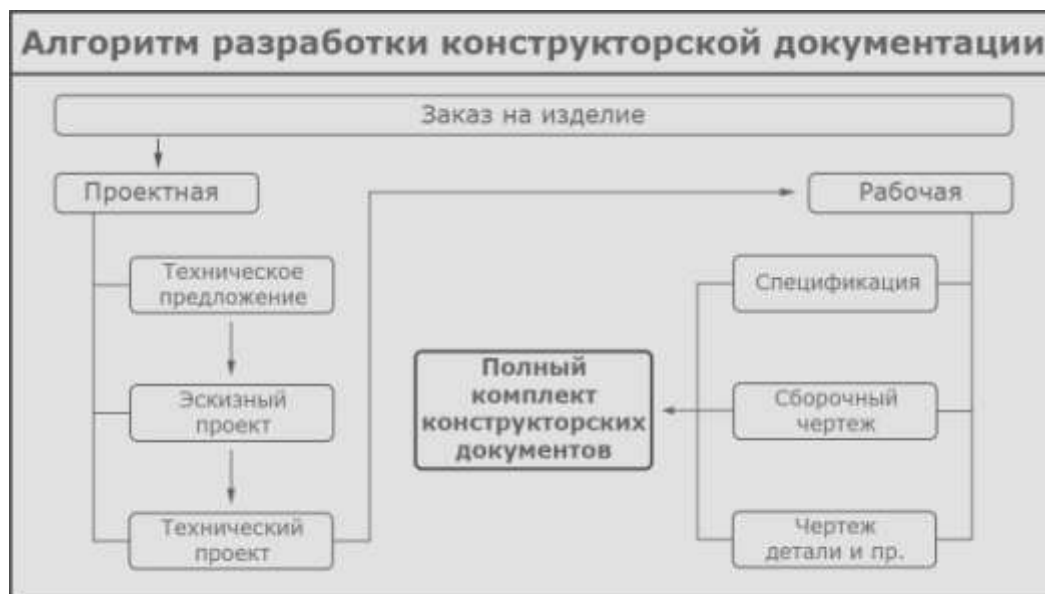 Алгоритм разработки конструкторской документации
Заказ на изделие
Проектная
Рабочая
Техническое
предложение
Спецификация
Эскизный
проект
Полный
комплект
конструкторских
документов
Сборочный
чертеж
Технический
проект
Чертеж
детали и пр.